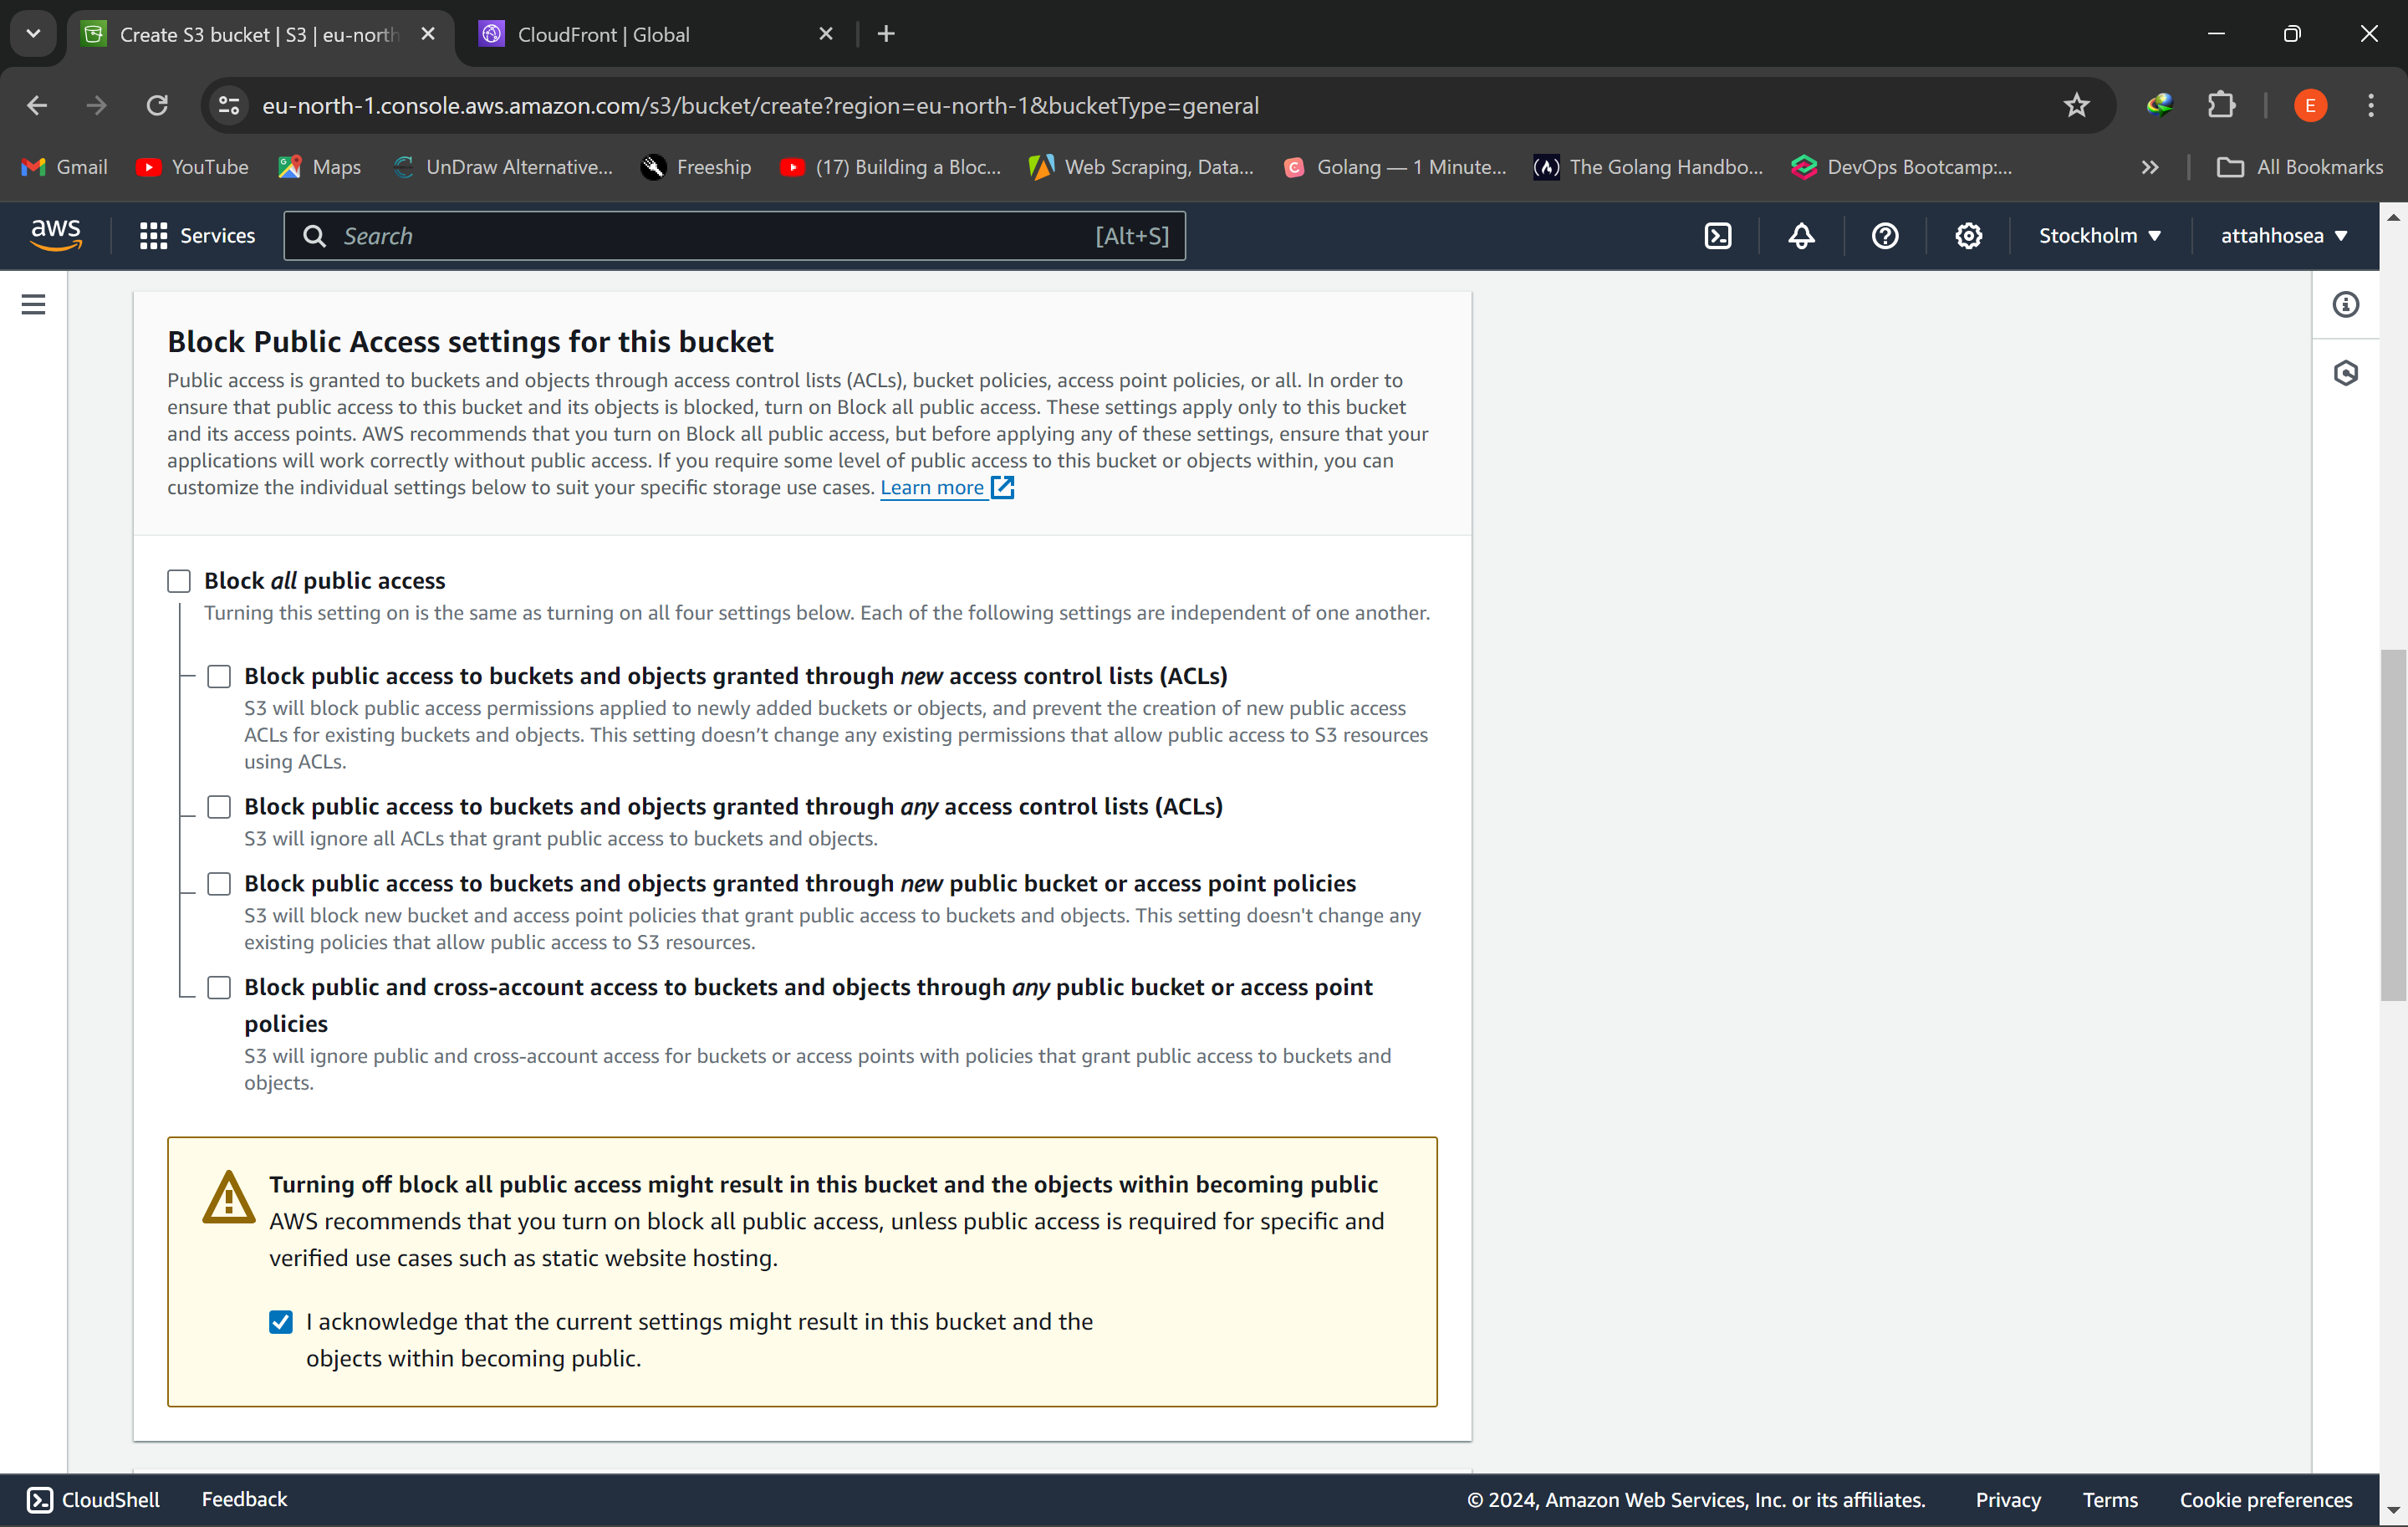 Create S3 bucket | S3 | eu-north
CloudFront | Global
eu-north-1.console.aws.amazon.com/s3/bucket/create?region=eu-north-1&bucketType=general
E
Gmail
YouTube
Maps
UnDraw Alternative...
Freeship
(17) Building a Bloc...
Web Scraping, Data...
Golang — 1 Minute...
The Golang Handbo...
DevOps Bootcamp:...
All Bookmarks
aws
Services
Search
[Alt+S]
Stockholm
attahhosea
Block Public Access settings for this bucket
Public access is granted to buckets and objects through access control lists (ACLs), bucket policies, access point policies, or all. In order to
ensure that public access to this bucket and its objects is blocked, turn on Block all public access. These settings apply only to this bucket
and its access points. AWS recommends that you turn on Block all public access, but before applying any of these settings, ensure that your
applications will work correctly without public access. If you require some level of public access to this bucket or objects within, you can
customize the individual settings below to suit your specific storage use cases. Learn more
Block all public access
Turning this setting on is the same as turning on all four settings below. Each of the following settings are independent of one another.
Block public access to buckets and objects granted through new access control lists (ACLs)
S3 will block public access permissions applied to newly added buckets or objects, and prevent the creation of new public access
ACLs for existing buckets and objects. This setting doesn’t change any existing permissions that allow public access to S3 resources
using ACLs.
Block public access to buckets and objects granted through any access control lists (ACLs)
S3 will ignore all ACLs that grant public access to buckets and objects.
Block public access to buckets and objects granted through new public bucket or access point policies
S3 will block new bucket and access point policies that grant public access to buckets and objects. This setting doesn't change any
existing policies that allow public access to S3 resources.
Block public and cross-account access to buckets and objects through any public bucket or access point
policies
S3 will ignore public and cross-account access for buckets or access points with policies that grant public access to buckets and
objects.
Turning off block all public access might result in this bucket and the objects within becoming public
AWS recommends that you turn on block all public access, unless public access is required for specific and
verified use cases such as static website hosting.
I acknowledge that the current settings might result in this bucket and the
objects within becoming public.
CloudShell
Feedback
© 2024, Amazon Web Services, Inc. or its affiliates.
Privacy
Terms
Cookie preferences